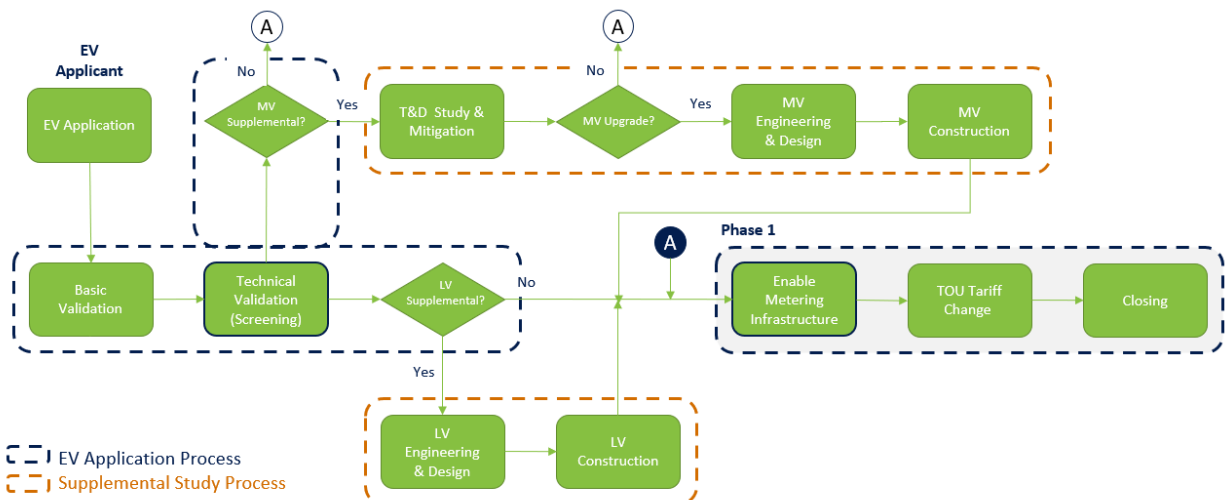 A
A
EV
Applicant
No
No
EV Application
MV
Supplemental?
Yes
T&D Study &
Mitigation
MV Upgrade?
Yes
MV
Engineering
& Design
MV
Construction
A
Phase 1
Basic
Validation
Technical
Validation
(Screening)
LV
Supplemental?
No
Enable
Metering
Infrastructure
TOU Tariff
Change
Closing
Yes
LV
Engineering
& Design
LV
Construction
EV Application Process
Supplemental Study Process